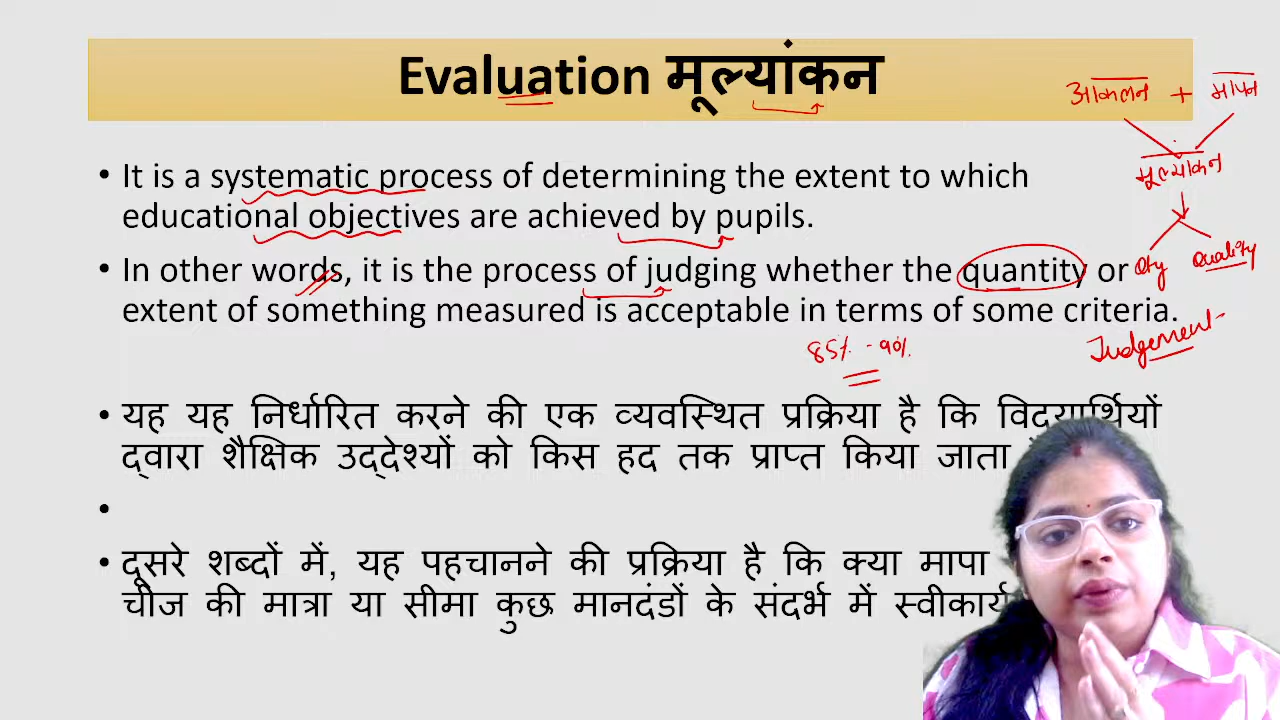 Evaluation मूल्यांकन
आकलन + मापन
मूल्यांकन
Qty Quality
• It is a systematic process of determining the extent to which
educational objectives are achieved by pupils.
• In other words, it is the process of judging whether the quantity or
extent of something measured is acceptable in terms of some criteria.
85% - 90%
Judgement
• यह यह निर्धारित करने की एक व्यवस्थित प्रक्रिया है कि विद्यार्थियों
द्वारा शैक्षिक उद्देश्यों को किस हद तक प्राप्त किया जाता
•
• दूसरे शब्दों में, यह पहचानने की प्रक्रिया है कि क्या मापा
चीज की मात्रा या सीमा कुछ मानदंडों के संदर्भ में स्वीकार्य